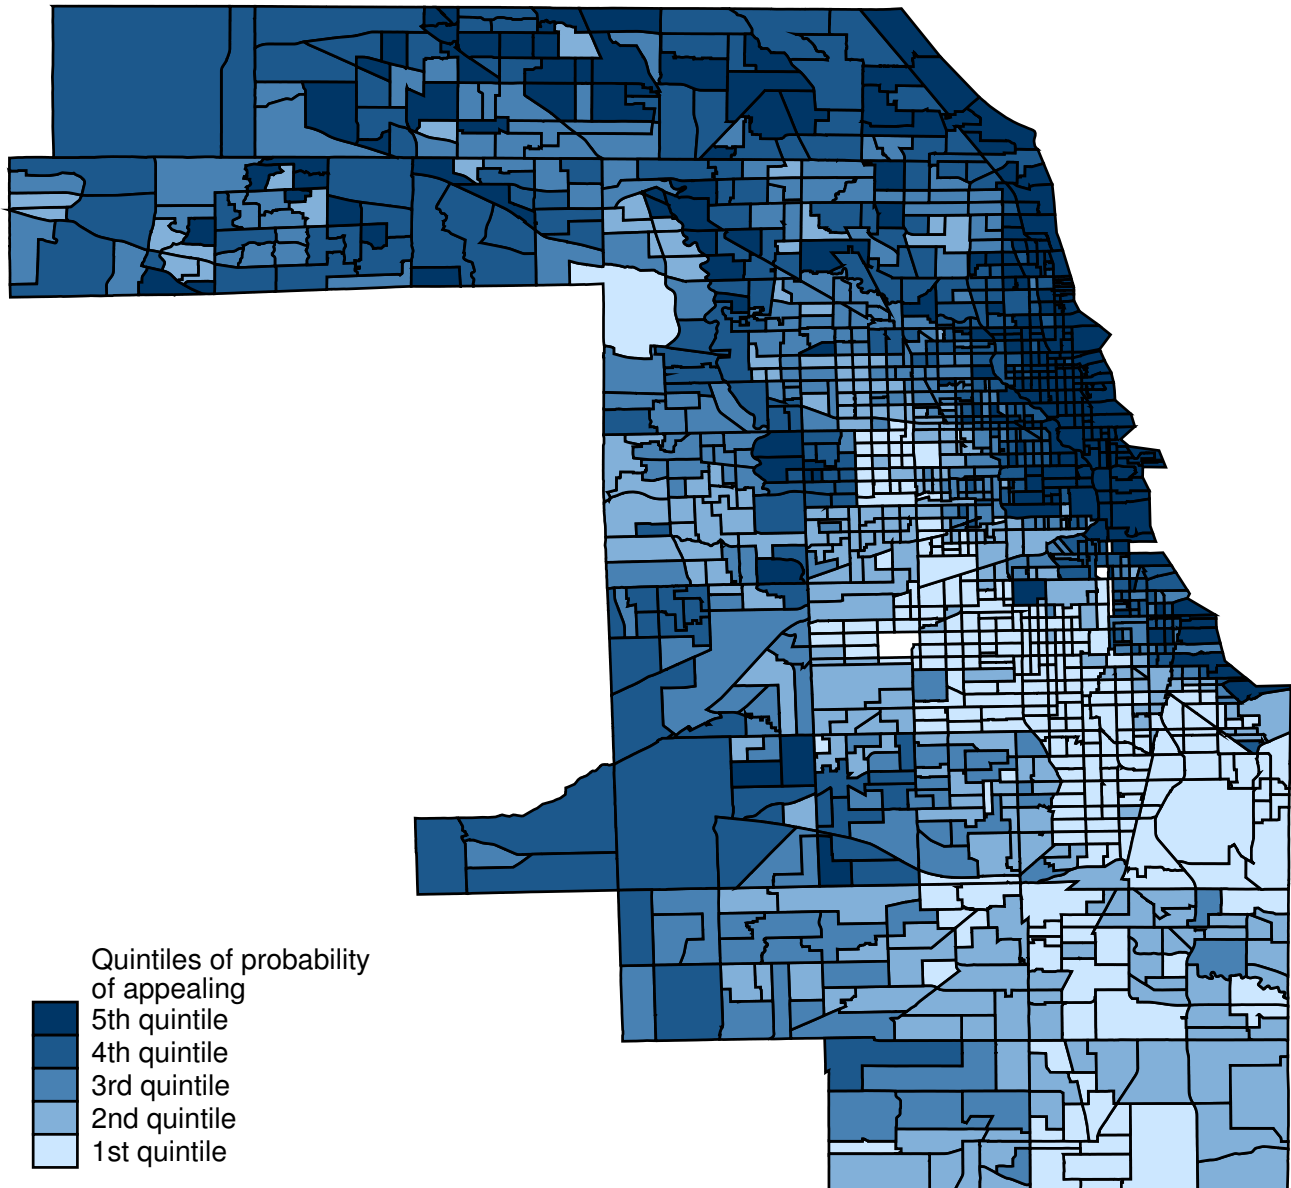 Quintiles of probability
of appealing
5th quintile
4th quintile
3rd quintile
2nd quintile
1st quintile